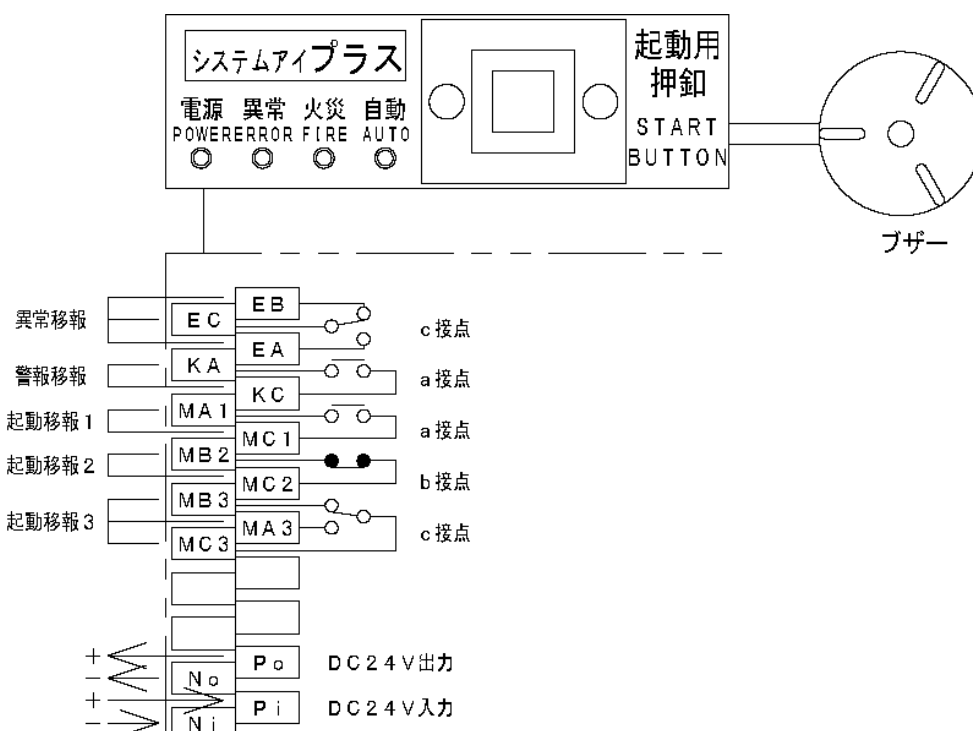 システムアイプラス
電源 異常 火災 自動
POWER ERROR FIRE AUTO
起動用
押釦
START
BUTTON
ブザー
異常移報
EB
EC
EA
c接点
警報移報
KA
KC
a接点
起動移報1
MA1
MC1
a接点
起動移報2
MB2
MC2
b接点
起動移報3
MB3
MA3
MC3
c接点
+
Po
DC24V出力
−
No
+
Pi
DC24V入力
−
Ni